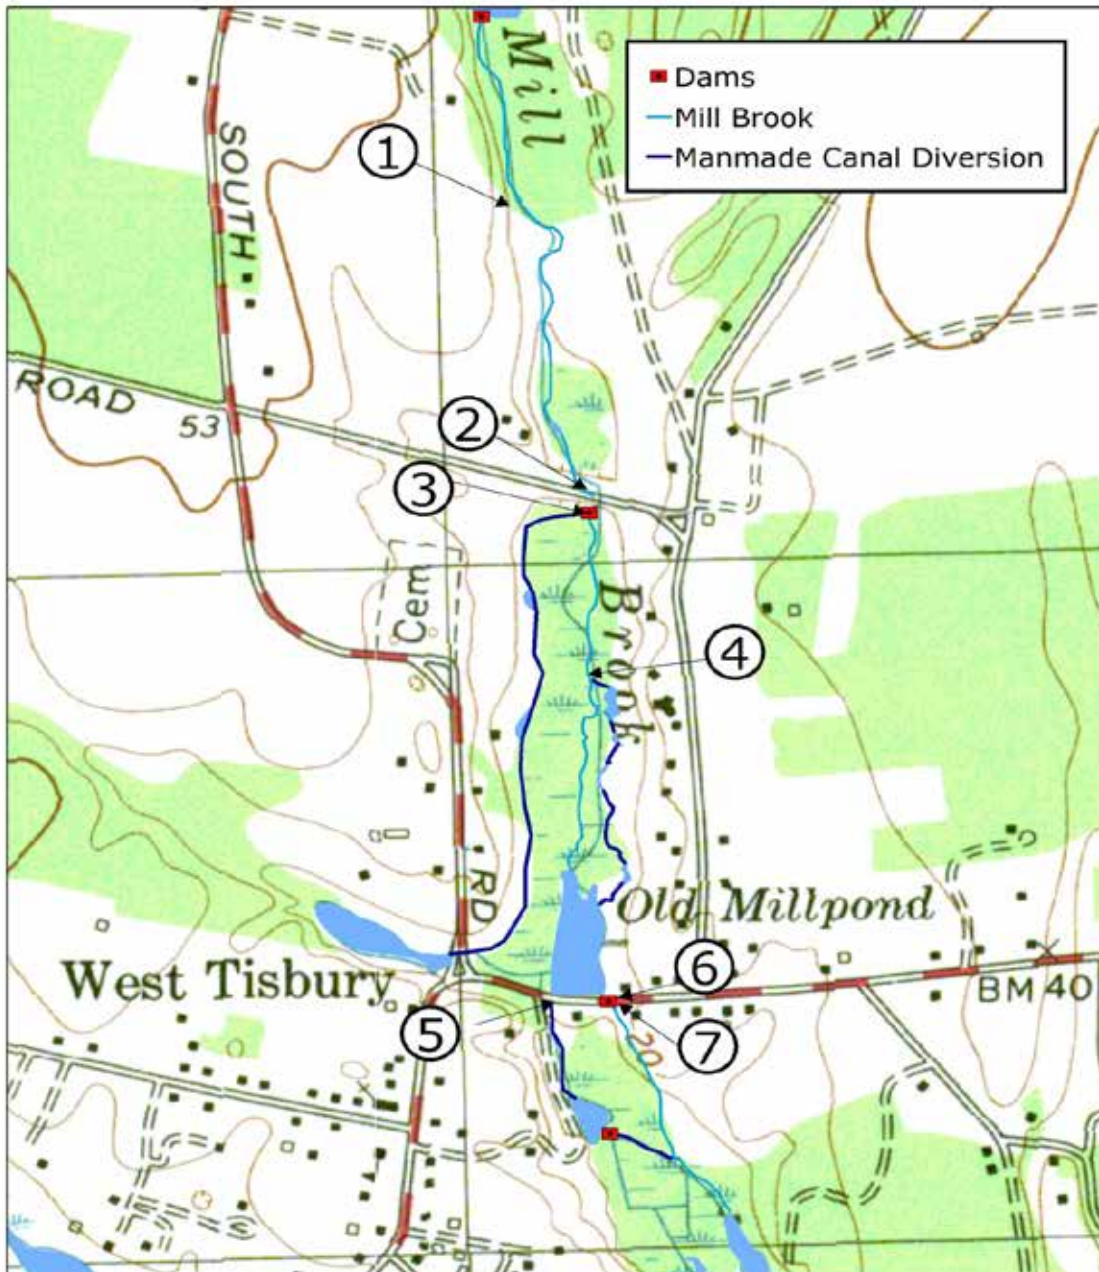 Mill
Dams
Mill Brook
Manmade Canal Diversion
1
SOUTH
ROAD
53
2
3
Cem
Brook
4
RD
Old Millpond
West Tisbury
6
BM 40
5
7
20